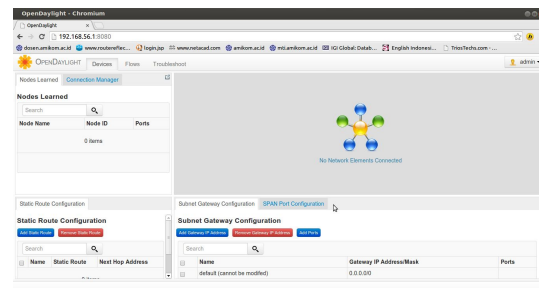 OpenDaylight - Chromium
OpenDaylight
192.168.56.1:8080
dosen.amikom.ac.id www.routereflec... login.jsp www.netacad.com amikom.ac.id mti.amikom.ac.id IGI Global: Datab... English Indonesi... TriosTechs.com -...
OPENDAYLIGHT Devices Flows Troubleshoot admin
Nodes Learned Connection Manager
Nodes Learned
Search
Node Name Node ID Ports
0 items
No Network Elements Connected
Static Route Configuration
Static Route Configuration
Add Static Route Remove Static Route
Search
Name Static Route Next Hop Address
0 items
Subnet Gateway Configuration SPAN Port Configuration
Subnet Gateway Configuration
Add Gateway IP Address Remove Gateway IP Address Add Ports
Search
Name Gateway IP Address/Mask Ports
default (cannot be modifed) 0.0.0.0/0